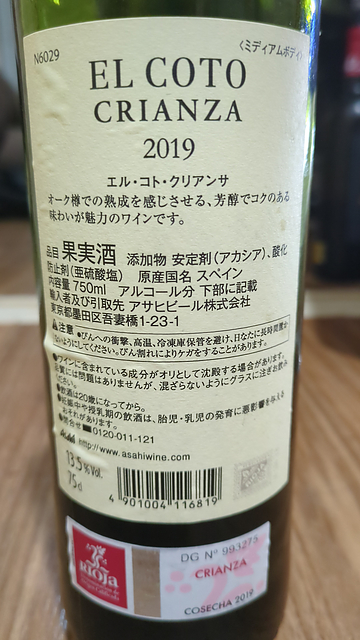 N6029
〈ミディアムボディ〉
EL COTO
CRIANZA
2019
エル・コト・クリアンサ
オーク樽での熟成を感じさせる、芳醇でコクのある
味わいが魅力のワインです。
品目 果実酒 添加物 安定剤(アカシア)、酸化
防止剤(亜硫酸塩) 原産国名 スペイン
内容量 750ml アルコール分 下部に記載
輸入者及び引取先 アサヒビール株式会社
東京都墨田区吾妻橋1-23-1
注意 ●びんへの衝撃、高温、冷凍庫保管を避け、日なたに長時間置か
ないようにしてください。びん割れによりケガをすることがあります。
●ワインに含まれている成分がオリとして沈殿する場合があります。
品質には問題はありませんが、混ざらないようにグラスに注ぎお飲み
ください。
●飲酒は20歳になってから。
●妊娠中や授乳期の飲酒は、胎児・乳児の発育に悪影響を与える
おそれがあります。
0120-011-121
http://www.asahiwine.com
13.5%Vol.
75cl
4 901004 116819
RIOJA
DG Nº 993275
CRIANZA
COSECHA 2019